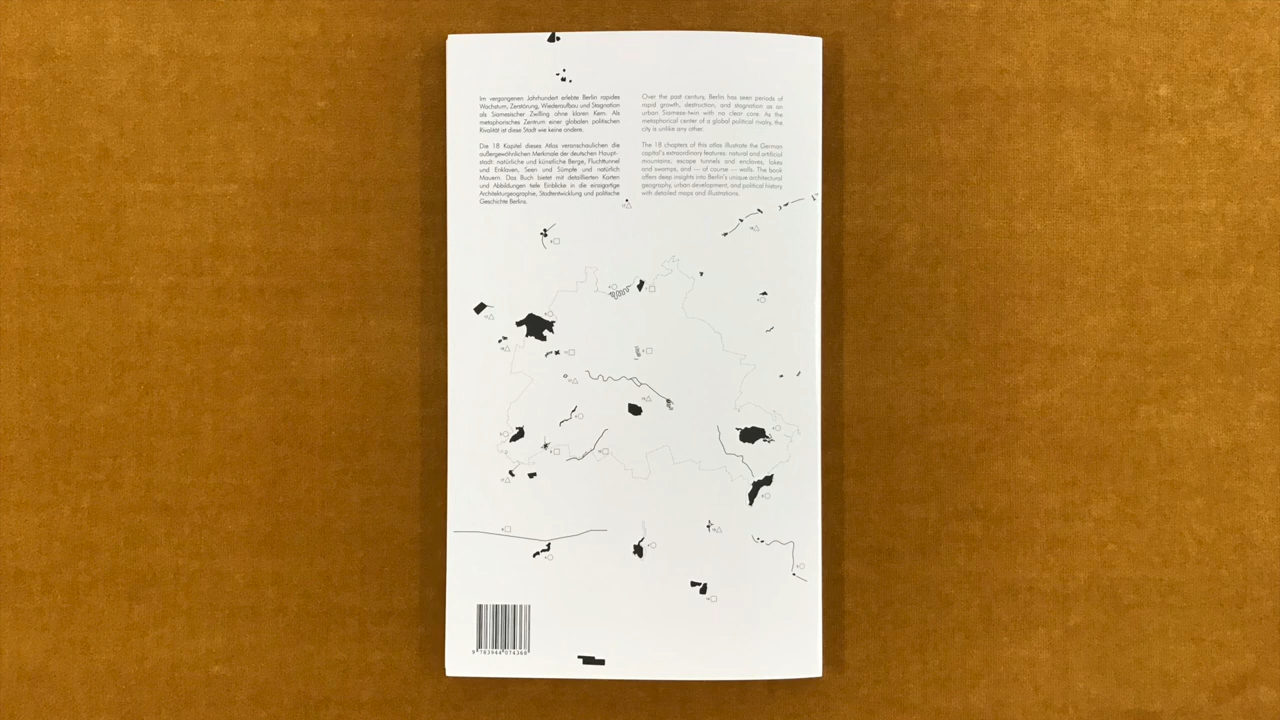 Im vergangenen Jahrhundert erlebte Berlin rapides
Wachstum, Zerstörung, Wiederaufbau und Stagnation
als Siamesischer Zwilling ohne klaren Kern. Als
metaphorisches Zentrum einer globalen politischen
Rivalität ist diese Stadt wie keine andere.
Die 18 Kapitel dieses Atlas veranschaulichen die
außergewöhnlichen Merkmale der deutschen Haupt-
stadt: natürliche und künstliche Berge, Fluchttunnel
und Enklaven, Seen und Sümpfe und natürlich
Mauern. Das Buch bietet mit detaillierten Karten
und Abbildungen tiefe Einblicke in die einzigartige
Architekturgeographie, Stadtentwicklung und politische
Geschichte Berlins.
Over the past century, Berlin has seen periods of
rapid growth, destruction, and stagnation as an
urban Siamese-twin with no clear core. As the
metaphorical center of a global political rivalry, the
city is unlike any other.
The 18 chapters of this atlas illustrate the German
capital's extraordinary features: natural and artificial
mountains, escape tunnels and enclaves, lakes
and swamps, and — of course — walls. The book
offers deep insights into Berlin's unique architectural
geography, urban development, and political history
with detailed maps and illustrations.
9 783944 074368